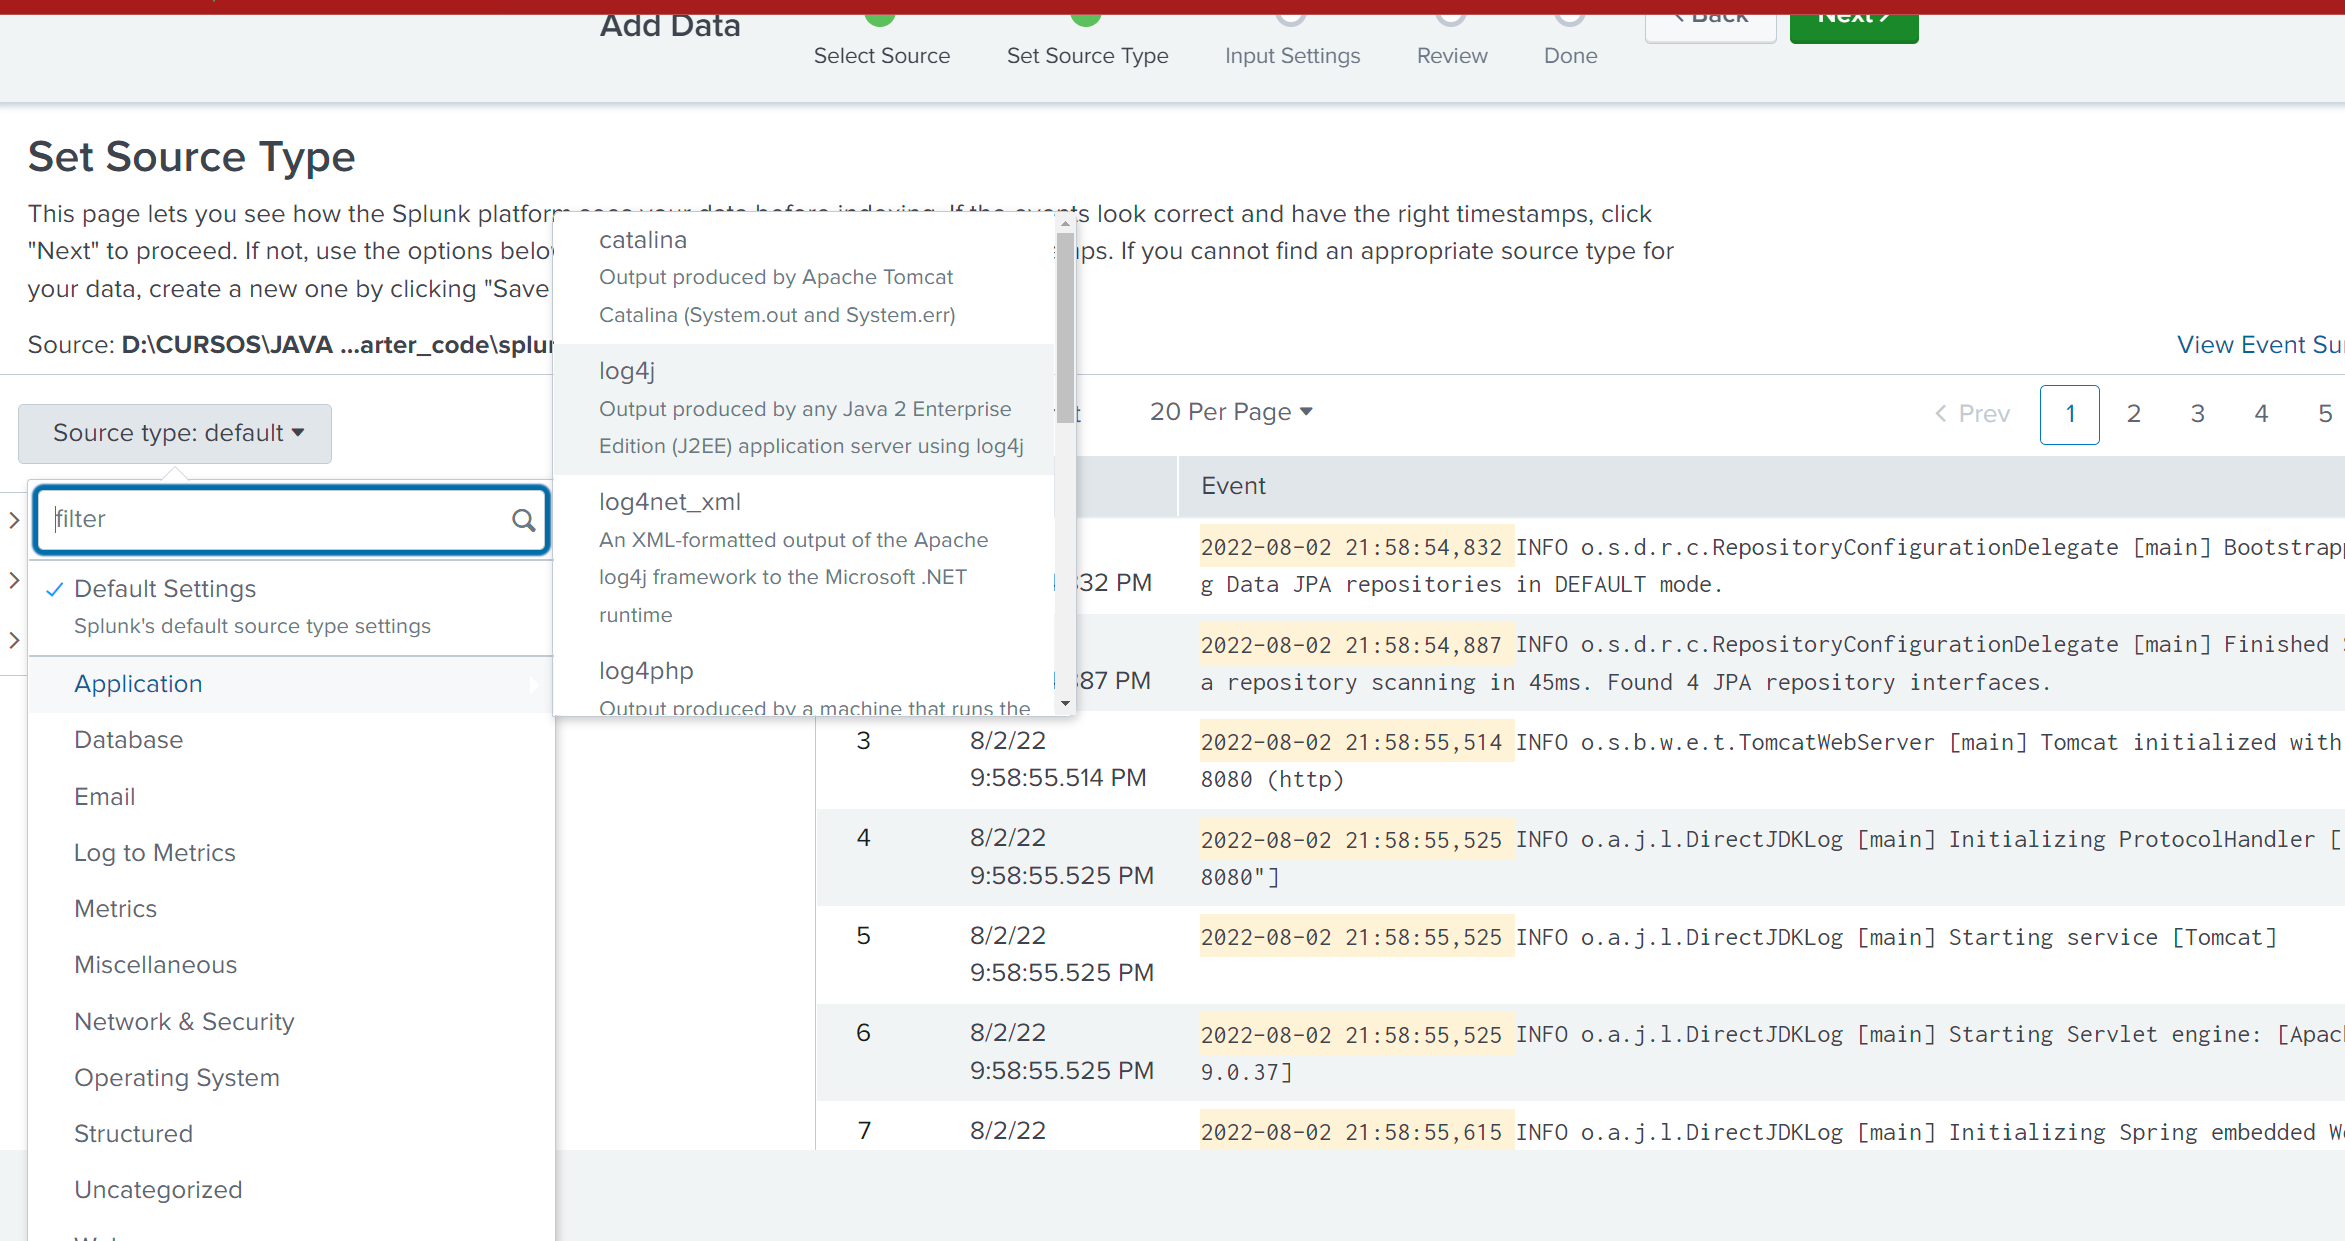 Add Data
Select Source
Set Source Type
Input Settings
Review
Done
Back
Next
Set Source Type
This page lets you see how the Splunk platform sees your data before indexing. If the events look correct and have the right timestamps, click
"Next" to proceed. If not, use the options below ps. If you cannot find an appropriate source type for
your data, create a new one by clicking "Save
Source: D:\CURSOS\JAVA ...arter_code\splun
View Event Su
Source type: default
20 Per Page
Prev 1 2 3 4 5
filter
Default Settings
Splunk's default source type settings
Application
Database
Email
Log to Metrics
Metrics
Miscellaneous
Network & Security
Operating System
Structured
Uncategorized
catalina
Output produced by Apache Tomcat
Catalina (System.out and System.err)
log4j
Output produced by any Java 2 Enterprise
Edition (J2EE) application server using log4j
log4net_xml
An XML-formatted output of the Apache
log4j framework to the Microsoft .NET
runtime
log4php
Output produced by a machine that runs the
Event
2022-08-02 21:58:54,832 INFO o.s.d.r.c.RepositoryConfigurationDelegate [main] Bootstrapp
32 PM
g Data JPA repositories in DEFAULT mode.
2022-08-02 21:58:54,887 INFO o.s.d.r.c.RepositoryConfigurationDelegate [main] Finished S
87 PM
a repository scanning in 45ms. Found 4 JPA repository interfaces.
3 8/2/22
9:58:55.514 PM
2022-08-02 21:58:55,514 INFO o.s.b.w.e.t.TomcatWebServer [main] Tomcat initialized with
8080 (http)
4 8/2/22
9:58:55.525 PM
2022-08-02 21:58:55,525 INFO o.a.j.l.DirectJDKLog [main] Initializing ProtocolHandler [
8080"]
5 8/2/22
9:58:55.525 PM
2022-08-02 21:58:55,525 INFO o.a.j.l.DirectJDKLog [main] Starting service [Tomcat]
6 8/2/22
9:58:55.525 PM
2022-08-02 21:58:55,525 INFO o.a.j.l.DirectJDKLog [main] Starting Servlet engine: [Apac
9.0.37]
7 8/2/22
2022-08-02 21:58:55,615 INFO o.a.j.l.DirectJDKLog [main] Initializing Spring embedded We